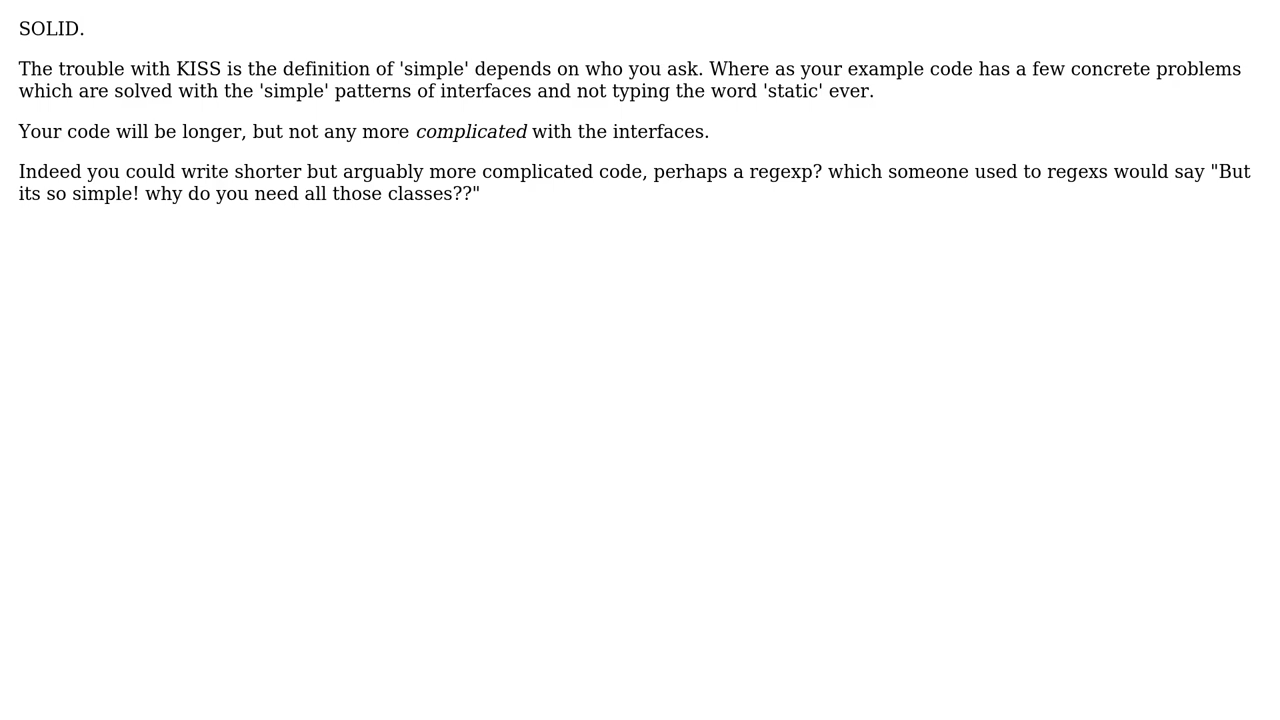 SOLID.
The trouble with KISS is the definition of 'simple' depends on who you ask. Where as your example code has a few concrete problems
which are solved with the 'simple' patterns of interfaces and not typing the word 'static' ever.
Your code will be longer, but not any more complicated with the interfaces.
Indeed you could write shorter but arguably more complicated code, perhaps a regexp? which someone used to regexs would say "But
its so simple! why do you need all those classes??"